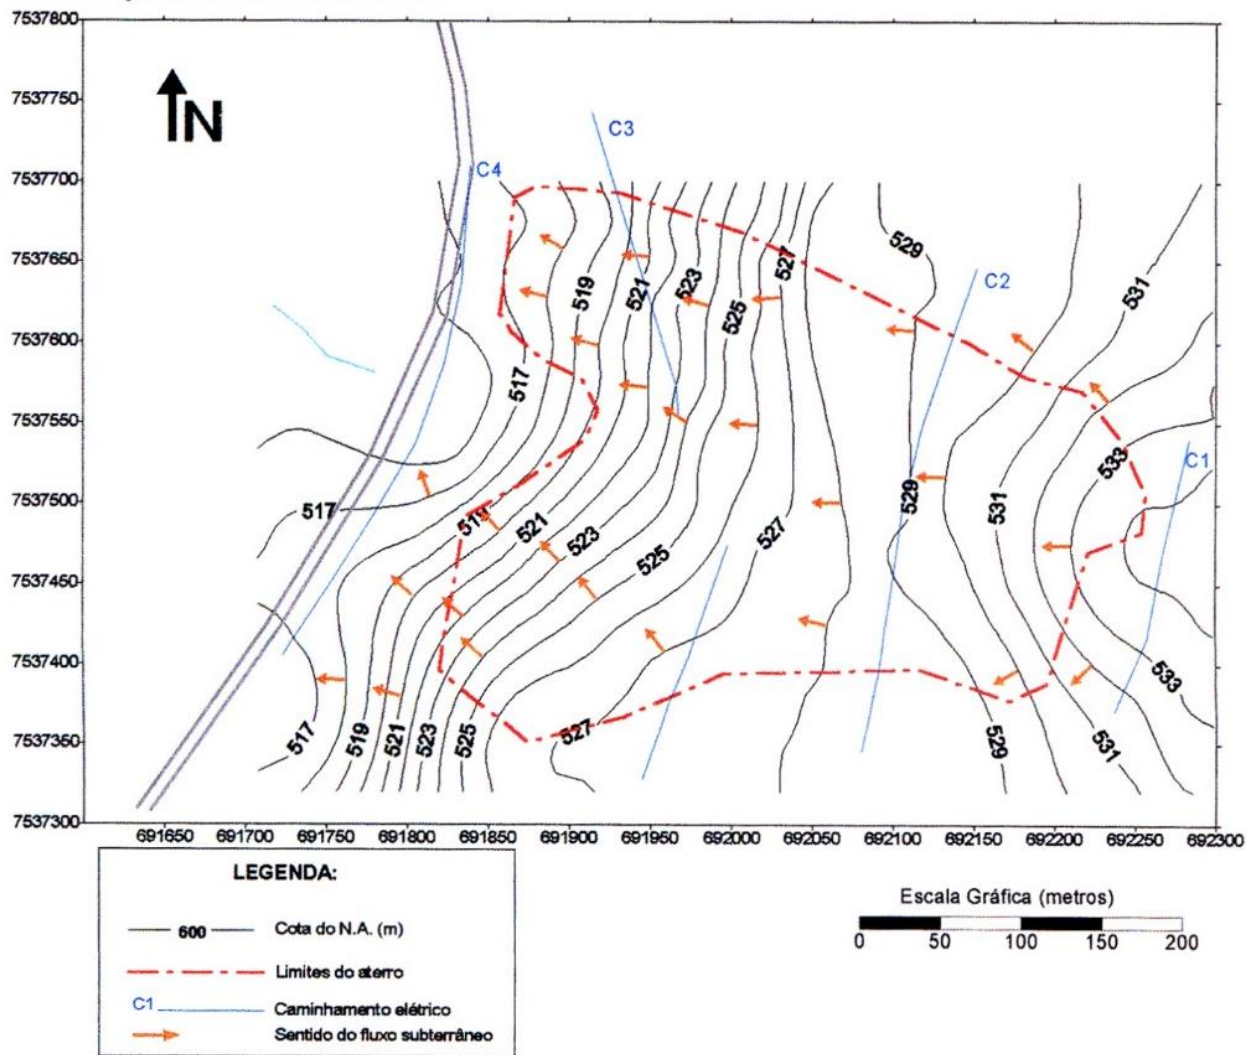 7537800
7537750
N
C3
7537700
C4
529
7537650
527
C2
519
521
523
531
525
7537600
517
7537550
533
C1
7537500
517
519
521
529
531
523
527
525
7537450
7537400
533
527
7537350
517
519
521
523
525
529
531
7537300
691650 691700 691750 691800 691850 691900 691950 692000 692050 692100 692150 692200 692250 692300
LEGENDA:
600 Cota do N.A. (m)
Limites do aterro
C1 Caminhamento elétrico
Sentido do fluxo subterrâneo
Escala Gráfica (metros)
0 50 100 150 200